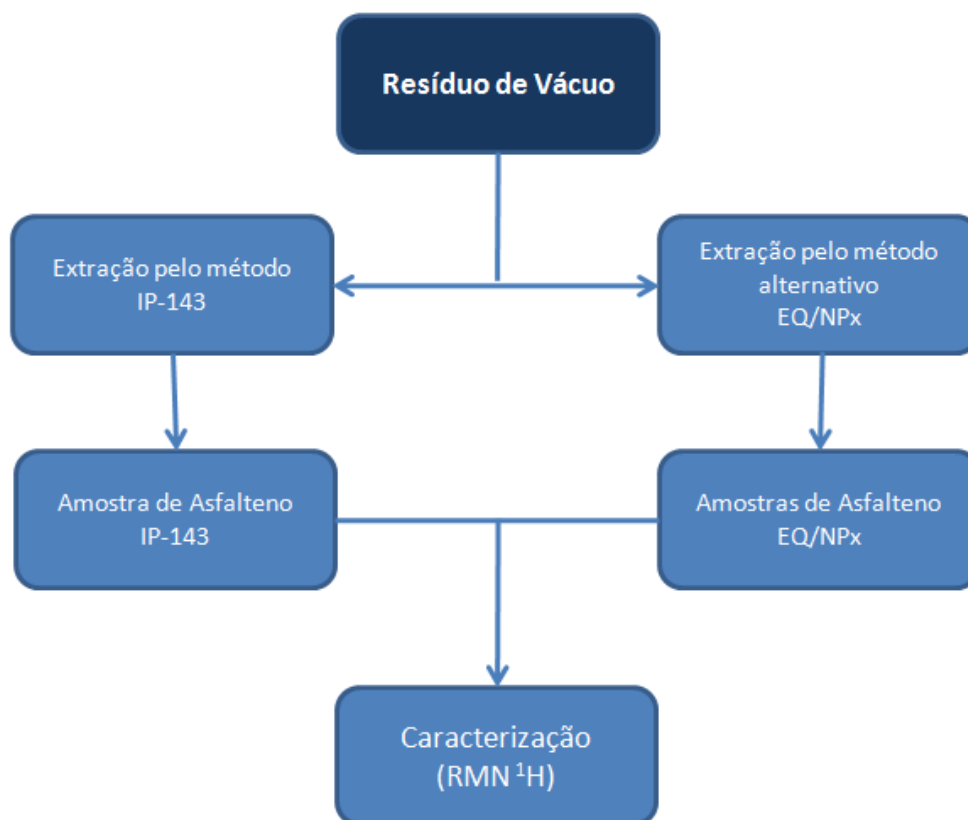 Resíduo de Vácuo
Extração pelo método
IP-143
Extração pelo método
alternativo
EQ/NPx
Amostra de Asfalteno
IP-143
Amostras de Asfalteno
EQ/NPx
Caracterização
(RMN ¹H)